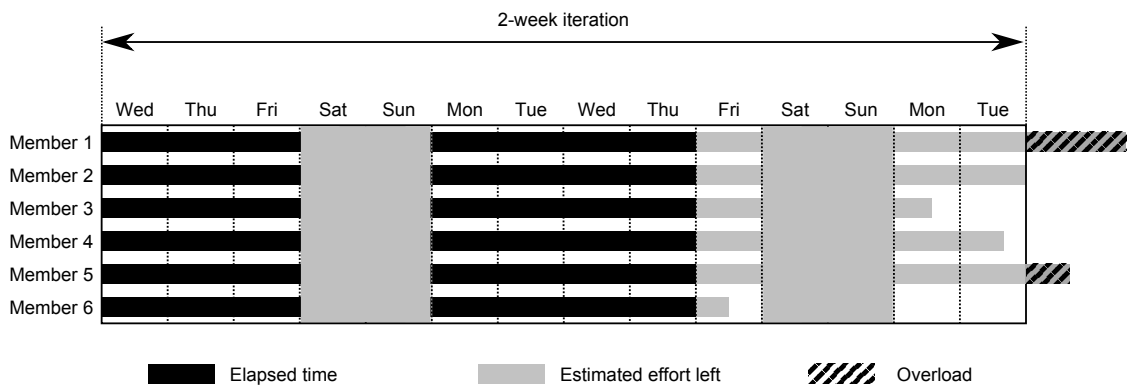 2-week iteration
Wed Thu Fri Sat Sun Mon Tue Wed Thu Fri Sat Sun Mon Tue
Member 1
Member 2
Member 3
Member 4
Member 5
Member 6
Elapsed time Estimated effort left Overload